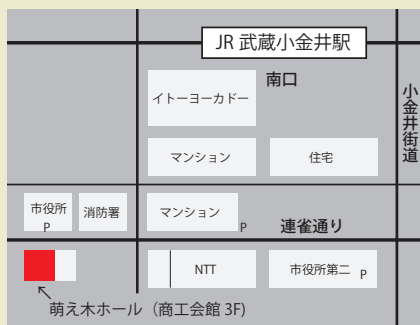 JR 武蔵小金井駅
南口
イトーヨーカドー
小金井街道
マンション
住宅
市役所
P
消防署
マンション
P
連雀通り
NTT
市役所第二
P
萌え木ホール（商工会館 3F)